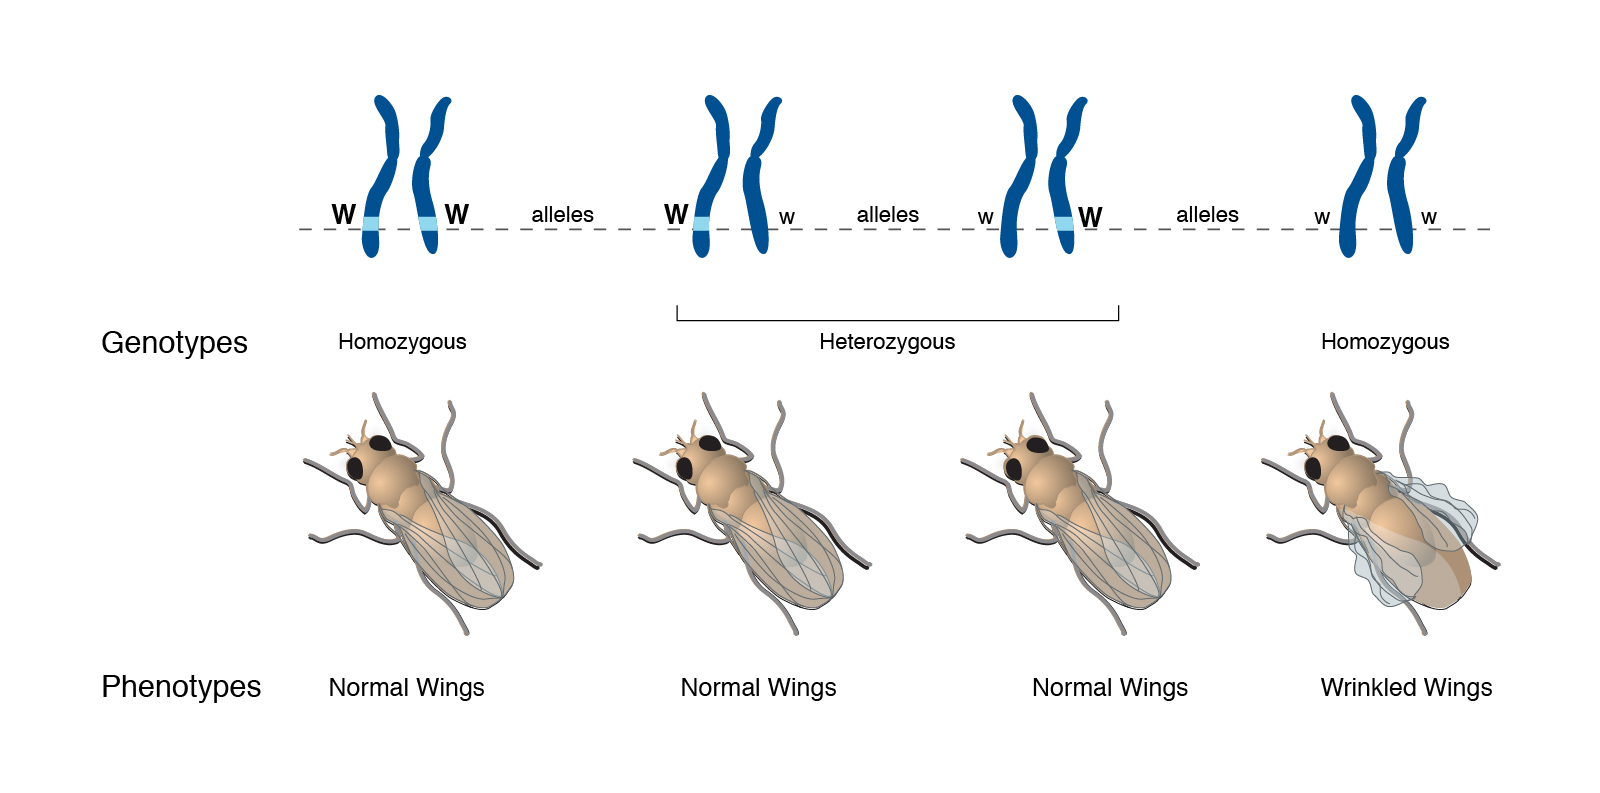 W W alleles W w alleles w W alleles w w
Genotypes Homozygous Heterozygous Homozygous
Phenotypes Normal Wings Normal Wings Normal Wings Wrinkled Wings